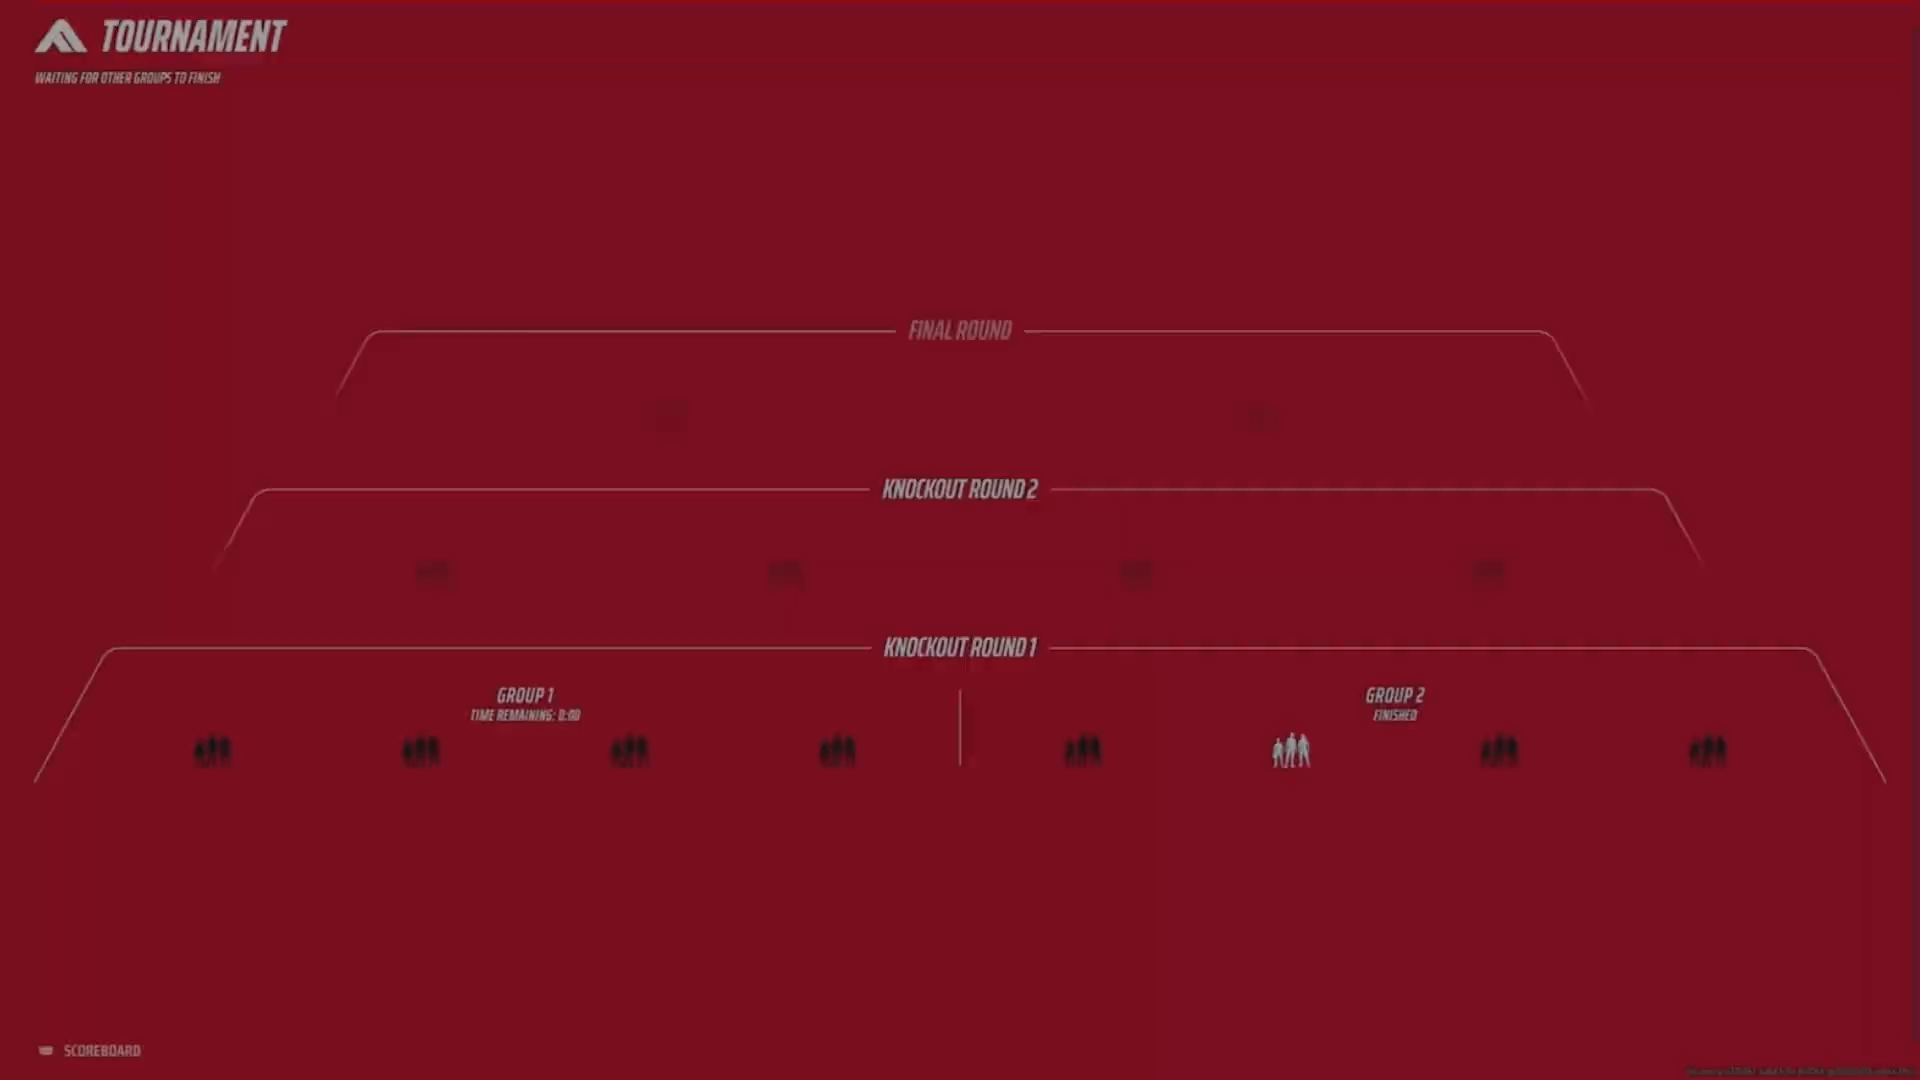 TOURNAMENT
WAITING FOR OTHER GROUPS TO FINISH
FINAL ROUND
KNOCKOUT ROUND 2
KNOCKOUT ROUND 1
GROUP 1
TIME REMAINING: 0:00
GROUP 2
FINISHED
SCOREBOARD